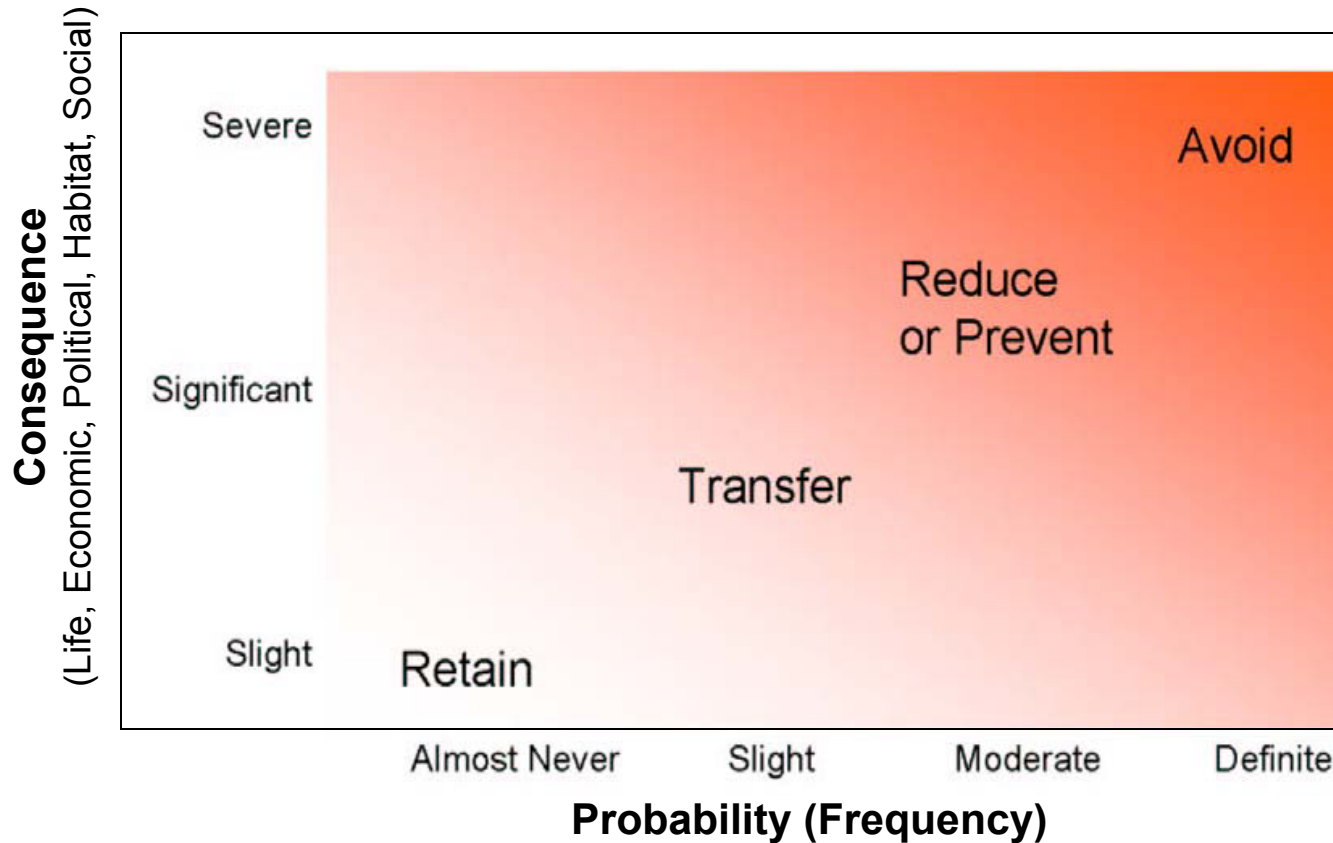 Consequence
(Life, Economic, Political, Habitat, Social)
Severe
Significant
Slight
Avoid
Reduce
or Prevent
Transfer
Retain
Almost Never
Slight
Moderate
Definite
Probability (Frequency)